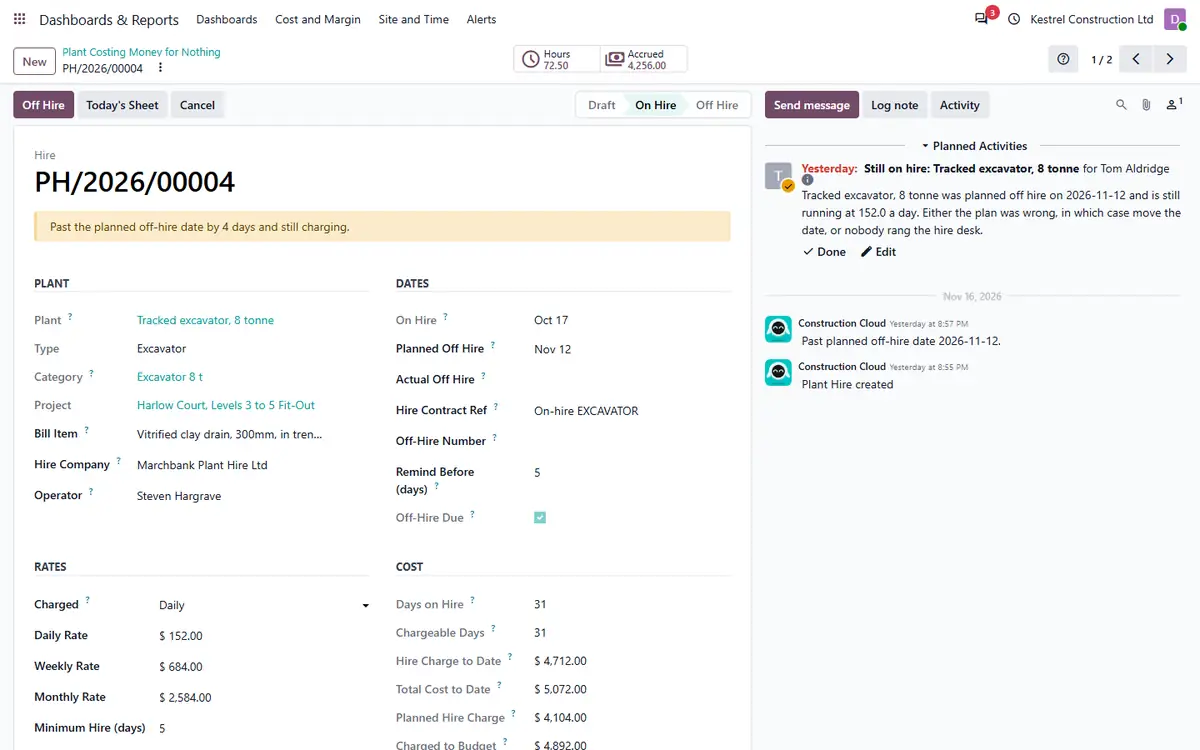 Dashboards & Reports Dashboards Cost and Margin Site and Time Alerts 3 Kestrel Construction Ltd D
New
Plant Costing Money for Nothing
PH/2026/00004
Hours
72.50
Accrued
4,256.00
1 / 2
Off Hire Today's Sheet Cancel Draft On Hire Off Hire
Send message Log note Activity 1
Hire
PH/2026/00004
Past the planned off-hire date by 4 days and still charging.
PLANT
Plant ? Tracked excavator, 8 tonne
Type Excavator
Category ? Excavator 8 t
Project Harlow Court, Levels 3 to 5 Fit-Out
Bill Item ? Vitrified clay drain, 300mm, in tren...
Hire Company ? Marchbank Plant Hire Ltd
Operator ? Steven Hargrave
DATES
On Hire ? Oct 17
Planned Off Hire ? Nov 12
Actual Off Hire ?
Hire Contract Ref ? On-hire EXCAVATOR
Off-Hire Number ?
Remind Before
(days) ? 5
Off-Hire Due ?
RATES
Charged ? Daily
Daily Rate $ 152.00
Weekly Rate $ 684.00
Monthly Rate $ 2,584.00
Minimum Hire (days) 5
COST
Days on Hire ? 31
Chargeable Days ? 31
Hire Charge to Date ? $ 4,712.00
Total Cost to Date ? $ 5,072.00
Planned Hire Charge ? $ 4,104.00
Charged to Budget ? $ 4,892.00
Planned Activities
T
Yesterday: Still on hire: Tracked excavator, 8 tonne for Tom Aldridge
Tracked excavator, 8 tonne was planned off hire on 2026-11-12 and is still
running at 152.0 a day. Either the plan was wrong, in which case move the
date, or nobody rang the hire desk.
Done Edit
Nov 16, 2026
Construction Cloud Yesterday at 8:57 PM
Past planned off-hire date 2026-11-12.
Construction Cloud Yesterday at 8:55 PM
Plant Hire created